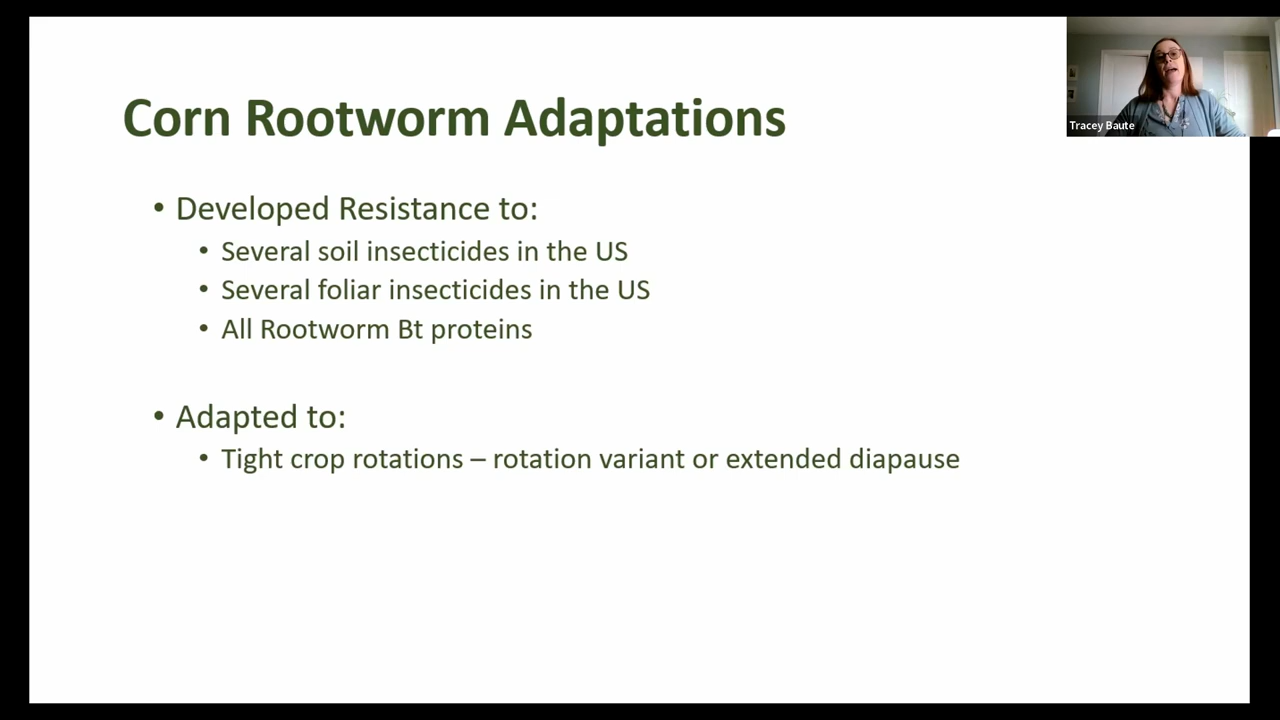 Corn Rootworm Adaptations
• Developed Resistance to:
• Several soil insecticides in the US
• Several foliar insecticides in the US
• All Rootworm Bt proteins
• Adapted to:
• Tight crop rotations – rotation variant or extended diapause
Tracey Baute